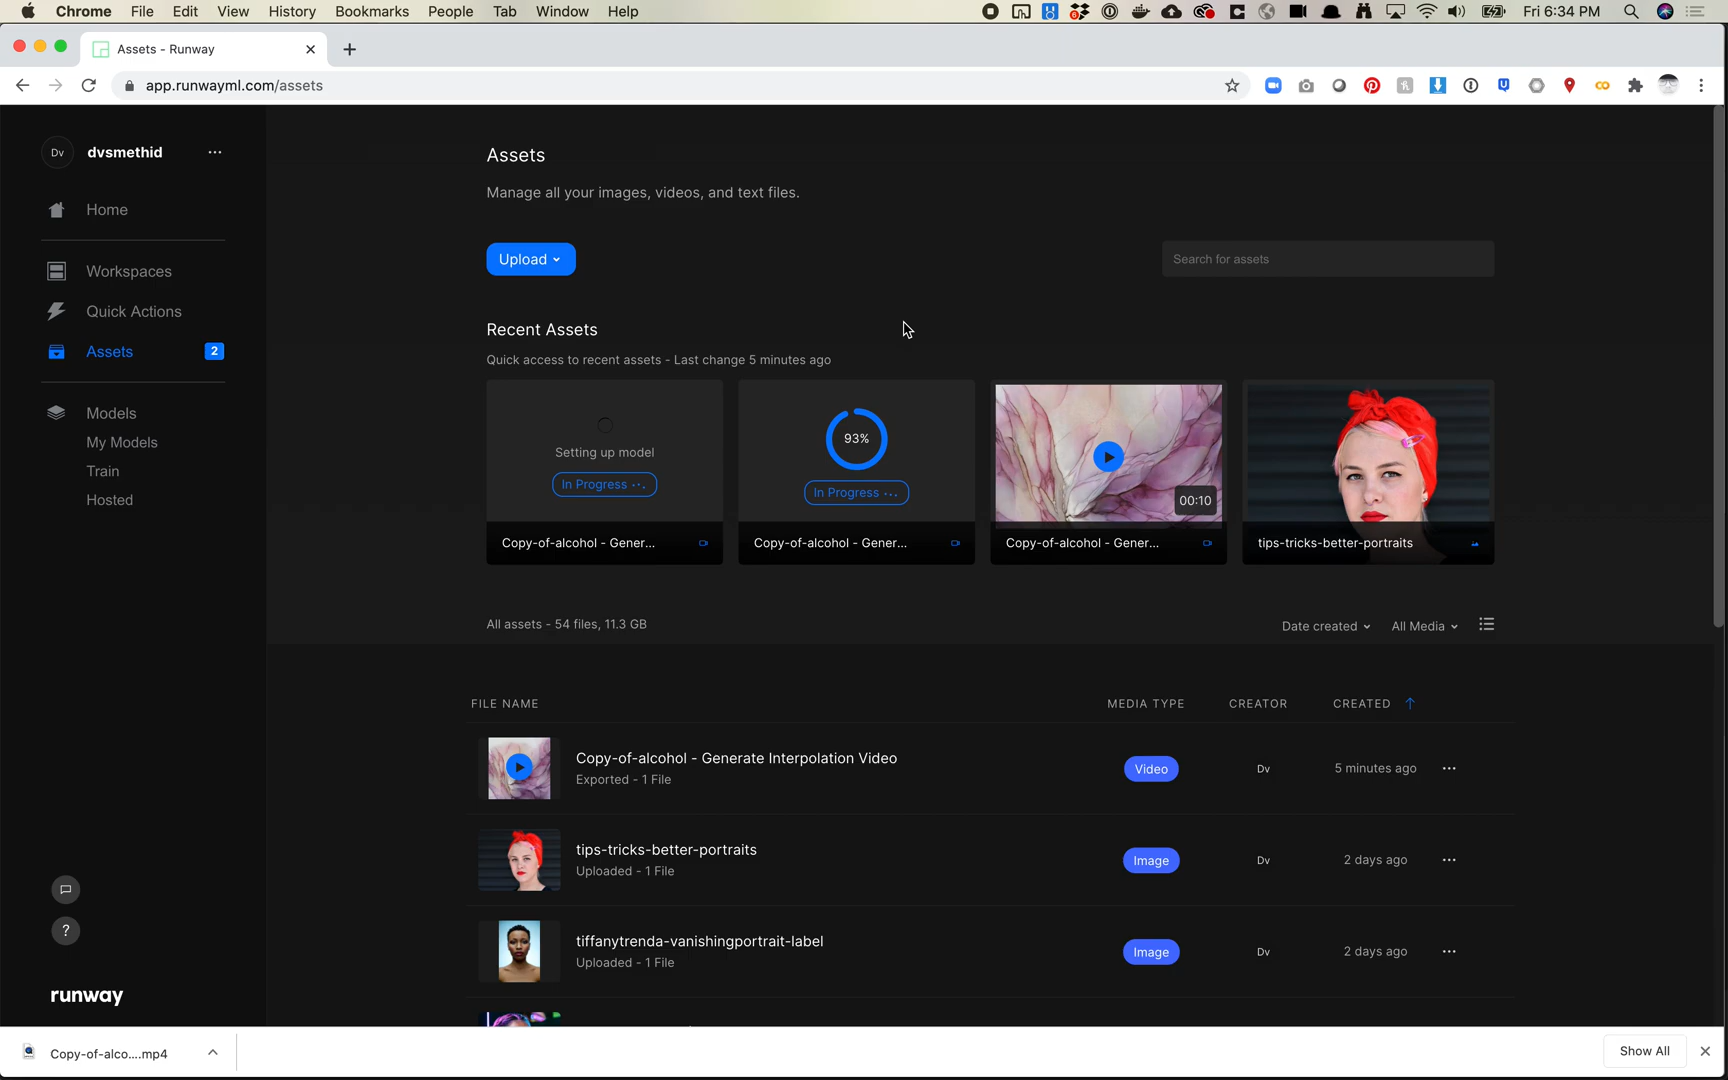 Chrome File Edit View History Bookmarks People Tab Window Help Fri 6:34 PM
Assets - Runway
app.runwayml.com/assets
Dv dvsmethid
Home
Workspaces
Quick Actions
Assets 2
Models
My Models
Train
Hosted
runway
Assets
Manage all your images, videos, and text files.
Upload Search for assets
Recent Assets
Quick access to recent assets - Last change 5 minutes ago
Setting up model
In Progress
Copy-of-alcohol - Gener...
93%
In Progress
Copy-of-alcohol - Gener...
00:10
Copy-of-alcohol - Gener...
tips-tricks-better-portraits
All assets - 54 files, 11.3 GB Date created All Media
FILE NAME MEDIA TYPE CREATOR CREATED
Copy-of-alcohol - Generate Interpolation Video
Exported - 1 File
Video Dv 5 minutes ago
tips-tricks-better-portraits
Uploaded - 1 File
Image Dv 2 days ago
tiffanytrenda-vanishingportrait-label
Uploaded - 1 File
Image Dv 2 days ago
Copy-of-alco....mp4 Show All